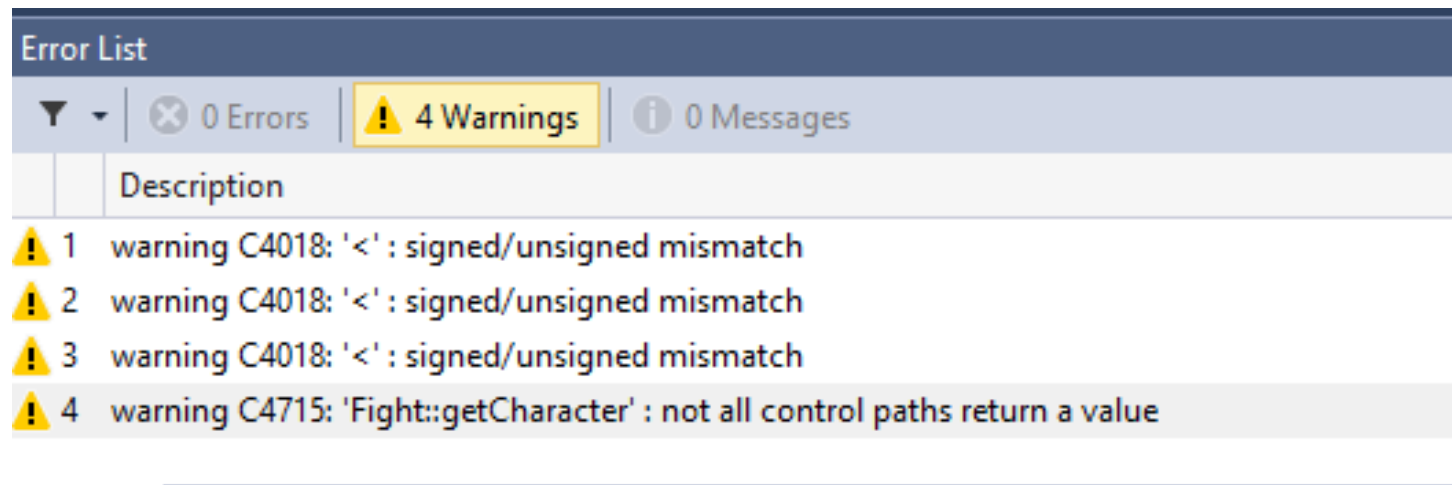 Error List
0 Errors 4 Warnings 0 Messages
Description
1 warning C4018: '<' : signed/unsigned mismatch
2 warning C4018: '<' : signed/unsigned mismatch
3 warning C4018: '<' : signed/unsigned mismatch
4 warning C4715: 'Fight::getCharacter' : not all control paths return a value